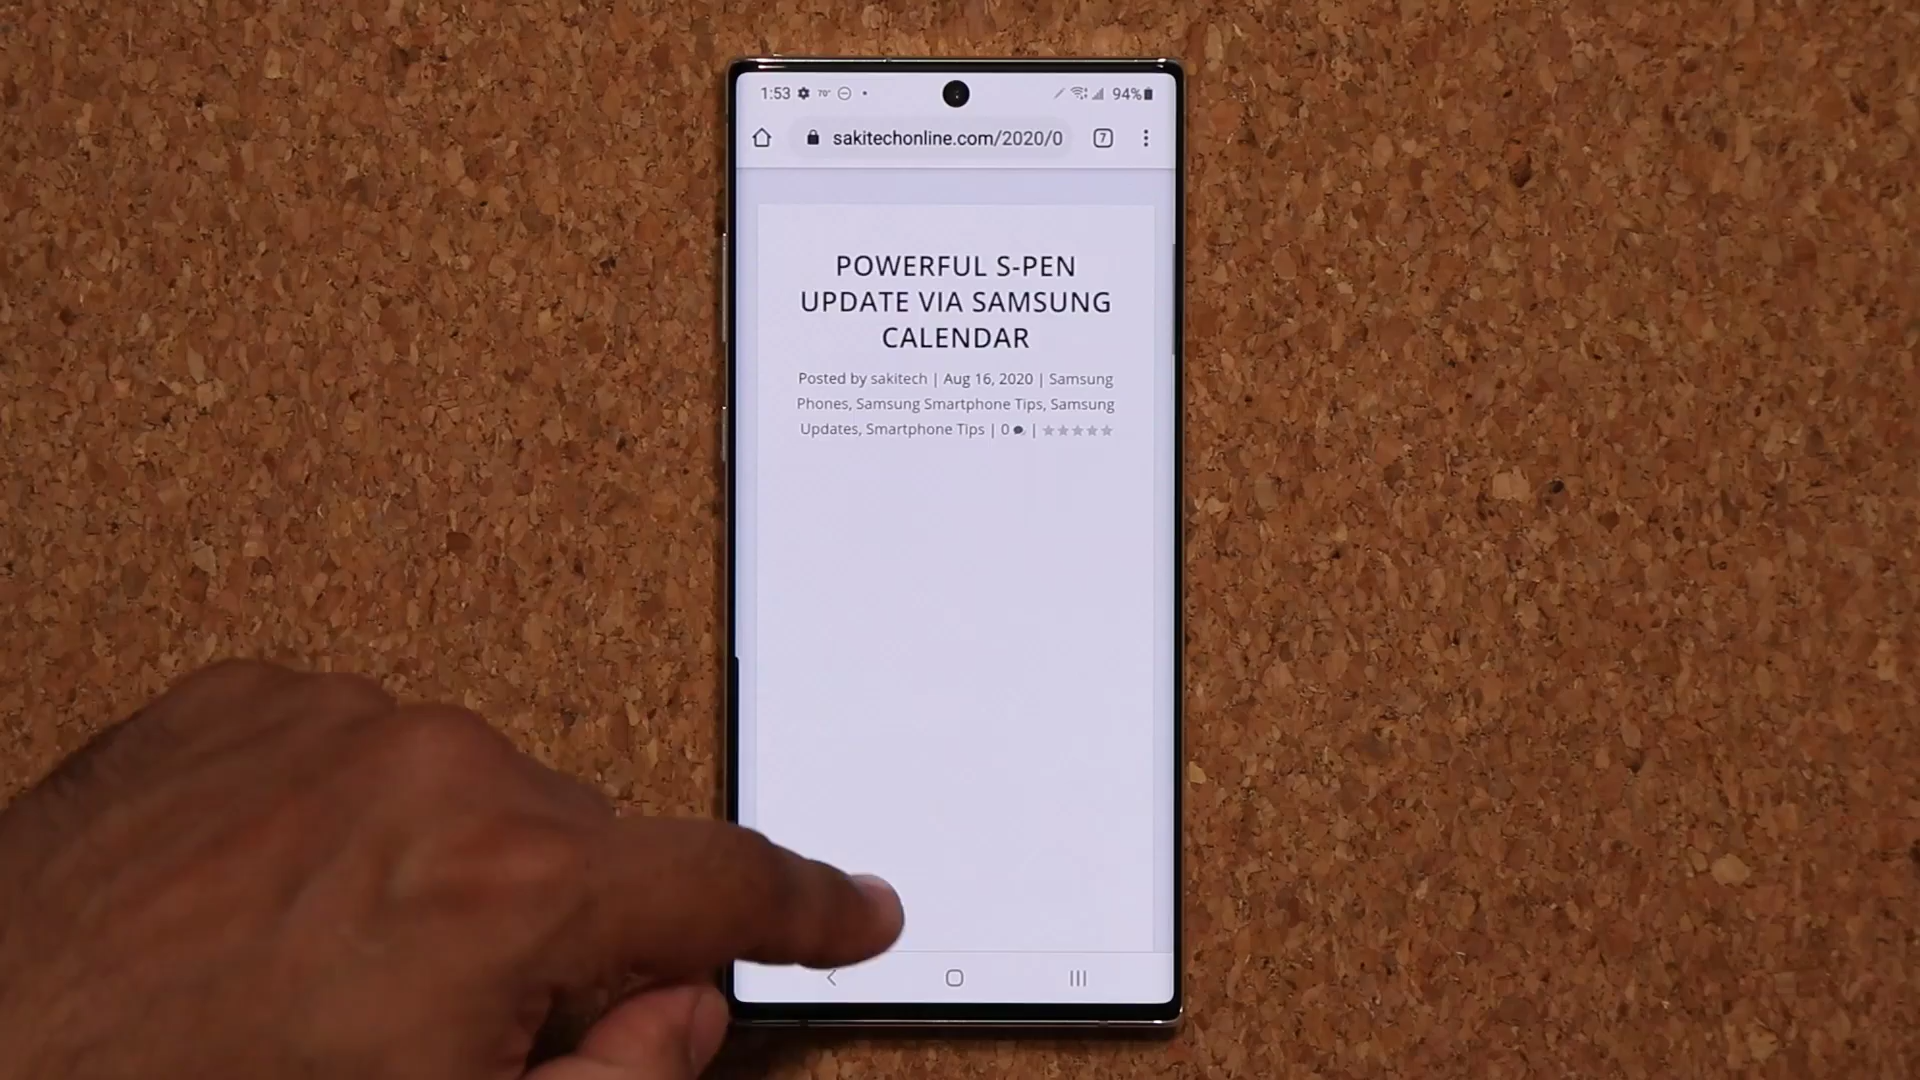 1:53 70° 94%
sakitechonline.com/2020/0 7
POWERFUL S-PEN
UPDATE VIA SAMSUNG
CALENDAR
Posted by sakitech | Aug 16, 2020 | Samsung
Phones, Samsung Smartphone Tips, Samsung
Updates, Smartphone Tips | 0 |